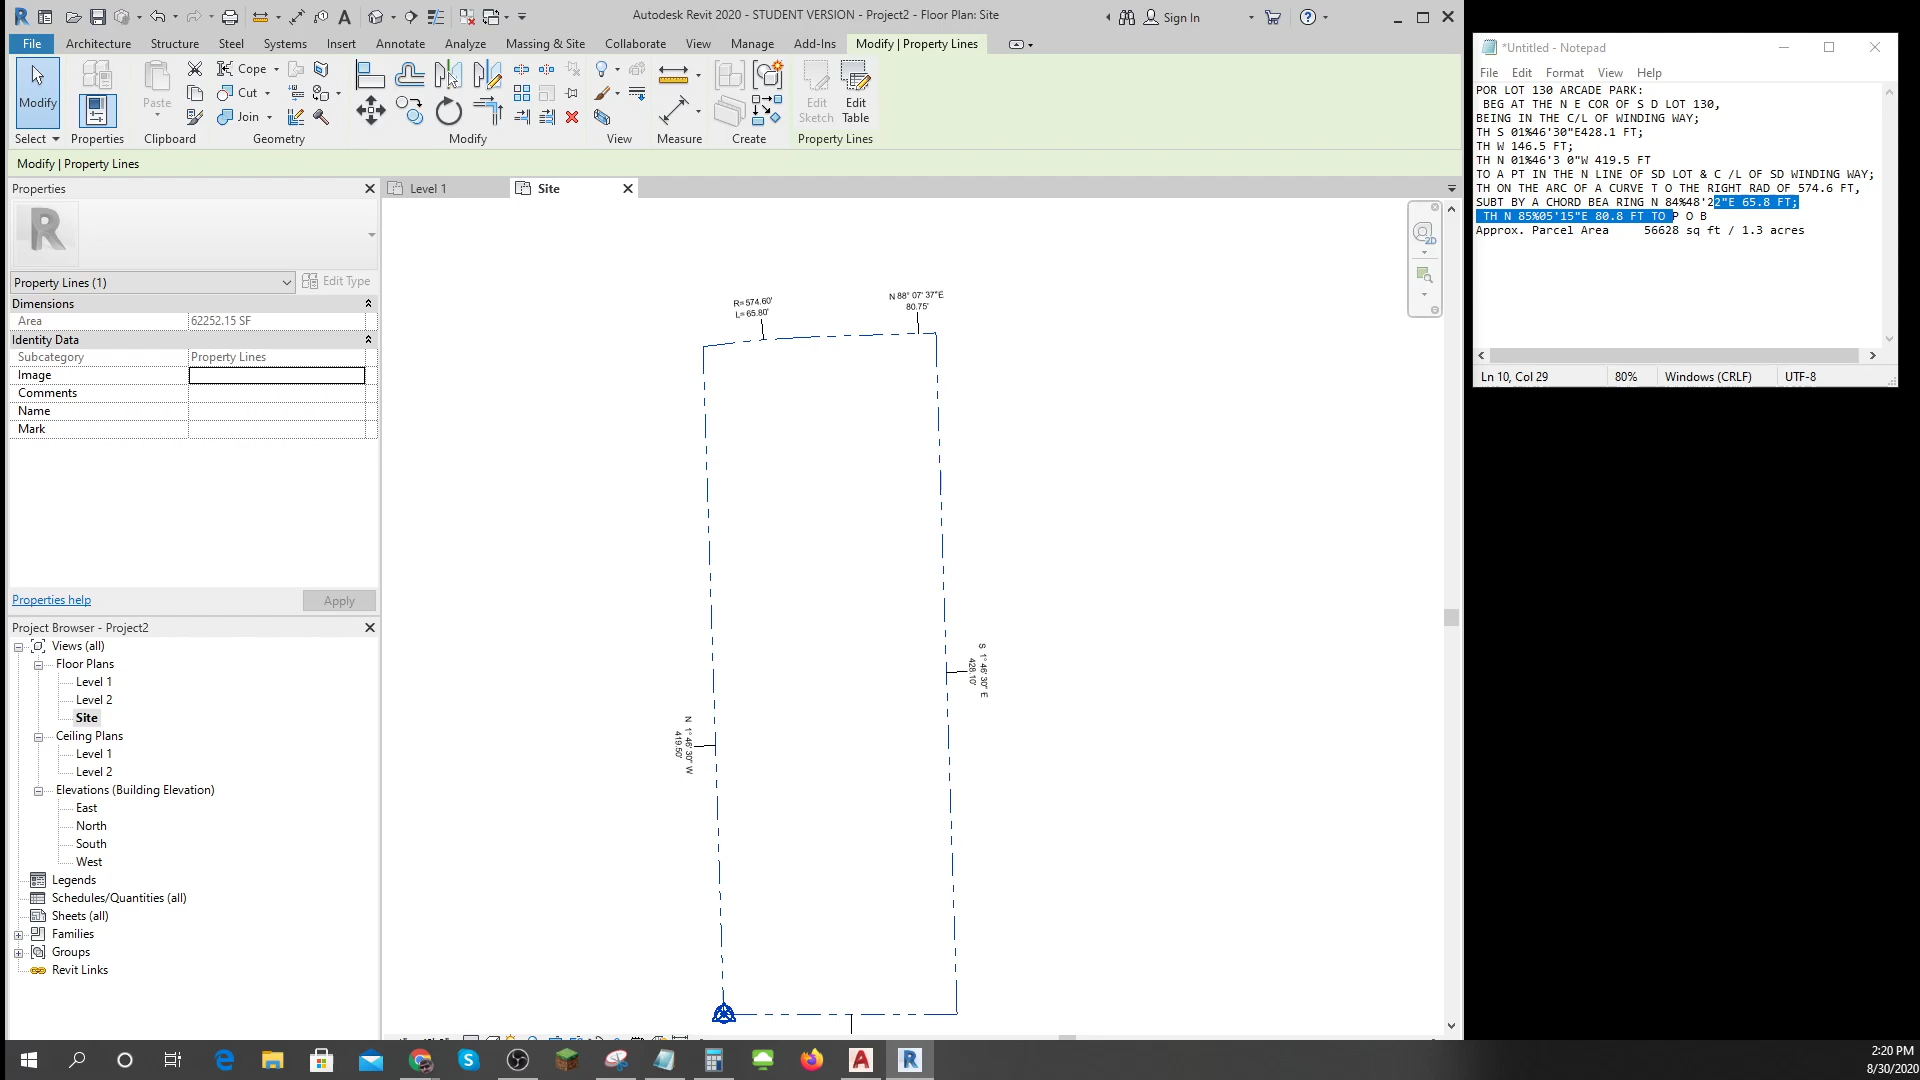 Autodesk Revit 2020 - STUDENT VERSION - Project2 - Floor Plan: Site
Sign In
File Architecture Structure Steel Systems Insert Annotate Analyze Massing & Site Collaborate View Manage Add-Ins Modify | Property Lines
Modify
Paste
Cope
Cut
Join
Edit Sketch
Edit Table
Select Properties Clipboard Geometry Modify View Measure Create Property Lines
Modify | Property Lines
Properties
Level 1
Site
Property Lines (1)
Edit Type
Dimensions
Area 62252.15 SF
Identity Data
Subcategory Property Lines
Image
Comments
Name
Mark
Properties help
Apply
Project Browser - Project2
Views (all)
Floor Plans
Level 1
Level 2
Site
Ceiling Plans
Level 1
Level 2
Elevations (Building Elevation)
East
North
South
West
Legends
Schedules/Quantities (all)
Sheets (all)
Families
Groups
Revit Links
R=574.60'
L=65.80'
N 88° 07' 37"E
80.75'
S 1° 46' 30" E
428.10'
N 1° 46' 30" W
419.50'
2D
*Untitled - Notepad
File Edit Format View Help
POR LOT 130 ARCADE PARK:
BEG AT THE N E COR OF S D LOT 130,
BEING IN THE C/L OF WINDING WAY;
TH S 01%46'30"E428.1 FT;
TH W 146.5 FT;
TH N 01%46'3 0"W 419.5 FT
TO A PT IN THE N LINE OF SD LOT & C /L OF SD WINDING WAY;
TH ON THE ARC OF A CURVE T O THE RIGHT RAD OF 574.6 FT,
SUBT BY A CHORD BEA RING N 84%48'22"E 65.8 FT;
TH N 85%05'15"E 80.8 FT TO P O B
Approx. Parcel Area 56628 sq ft / 1.3 acres
Ln 10, Col 29 80% Windows (CRLF) UTF-8
2:20 PM
8/30/2020